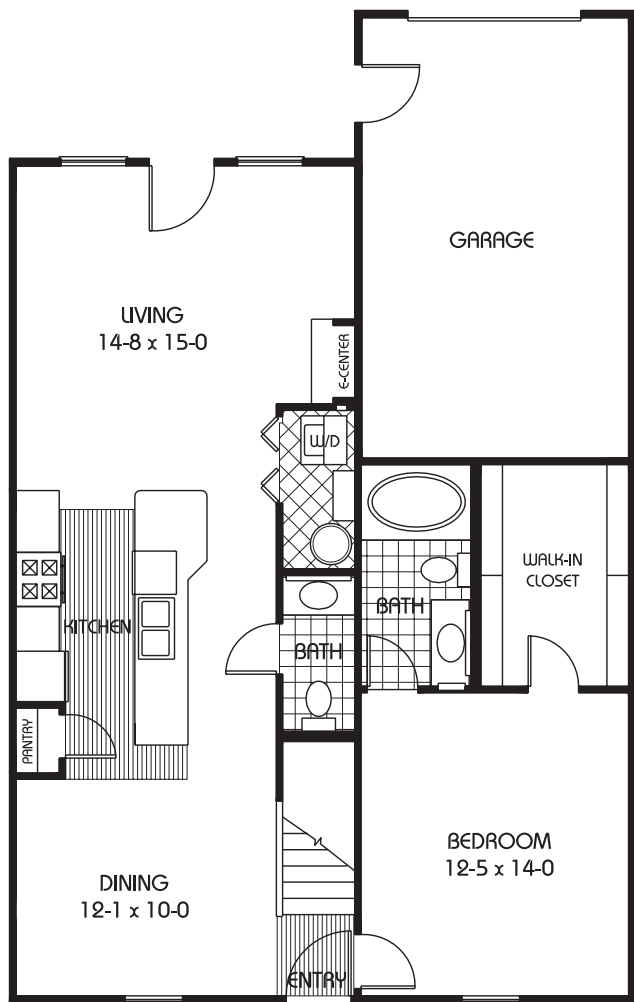 GARAGE
LIVING
14-8 x 15-0
E-CENTER
W/D
WALK-IN
CLOSET
BATH
KITCHEN
BATH
PANTRY
BEDROOM
12-5 x 14-0
DINING
12-1 x 10-0
ENTRY